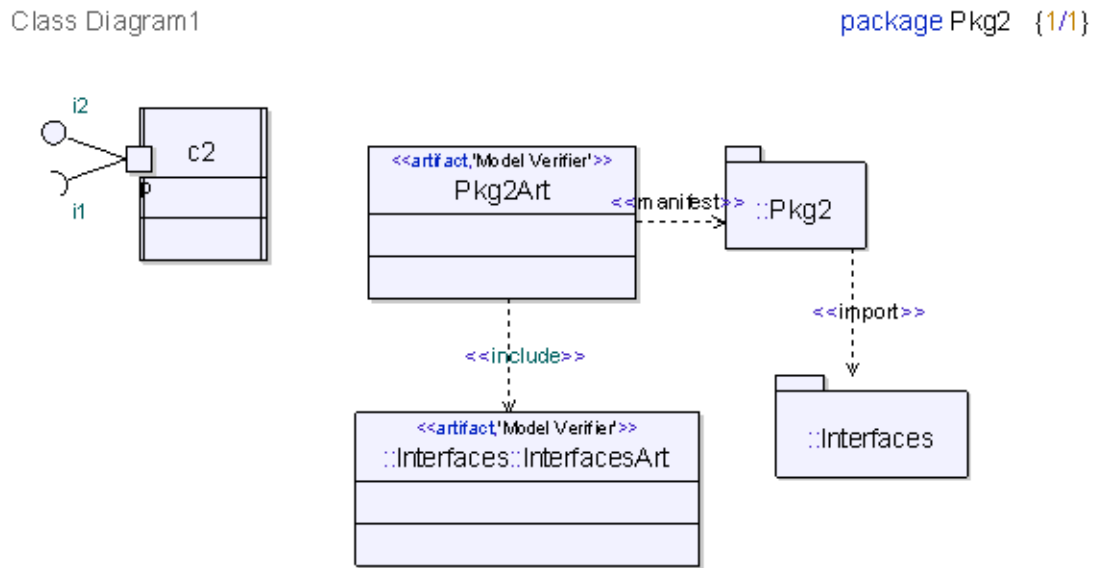 Class Diagram1
package Pkg2 {1/1}
i2
c2
p
i1
<<artifact,'Model Verifier'>>
Pkg2Art
<<manifest>>
::Pkg2
<<import>>
<<include>>
<<artifact,'Model Verifier'>>
::Interfaces::InterfacesArt
::Interfaces